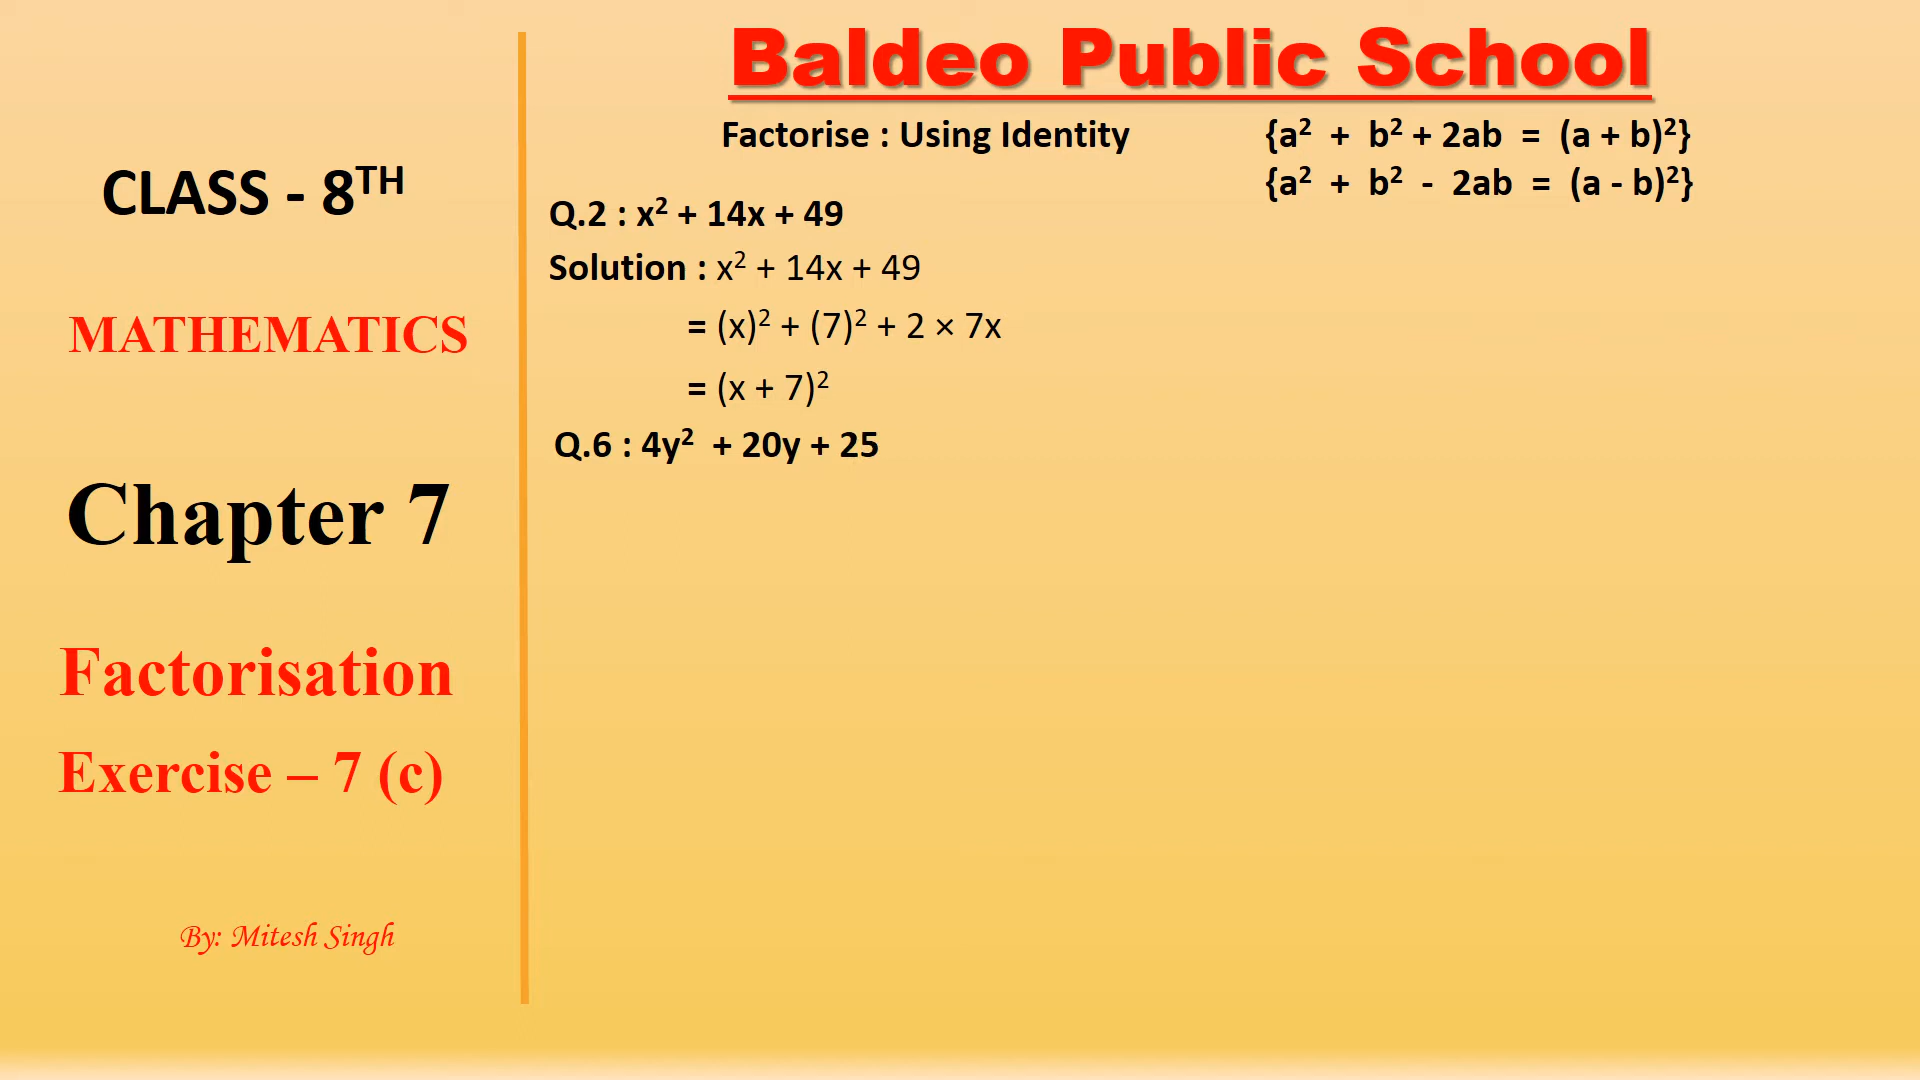 CLASS - 8TH
MATHEMATICS
Chapter 7
Factorisation
Exercise – 7 (c)
By: Mitesh Singh
Baldeo Public School
Factorise : Using Identity {a² + b² + 2ab = (a + b)²}
{a² + b² - 2ab = (a - b)²}
Q.2 : x² + 14x + 49
Solution : x² + 14x + 49
= (x)² + (7)² + 2 × 7x
= (x + 7)²
Q.6 : 4y² + 20y + 25